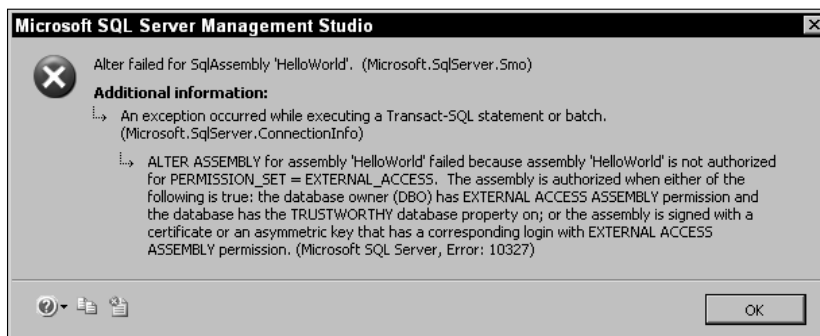 Microsoft SQL Server Management Studio
Alter failed for SqlAssembly 'HelloWorld'. (Microsoft.SqlServer.Smo)
Additional information:
An exception occurred while executing a Transact-SQL statement or batch.
(Microsoft.SqlServer.ConnectionInfo)
ALTER ASSEMBLY for assembly 'HelloWorld' failed because assembly 'HelloWorld' is not authorized
for PERMISSION_SET = EXTERNAL_ACCESS. The assembly is authorized when either of the
following is true: the database owner (DBO) has EXTERNAL ACCESS ASSEMBLY permission and
the database has the TRUSTWORTHY database property on; or the assembly is signed with a
certificate or an asymmetric key that has a corresponding login with EXTERNAL ACCESS
ASSEMBLY permission. (Microsoft SQL Server, Error: 10327)
OK